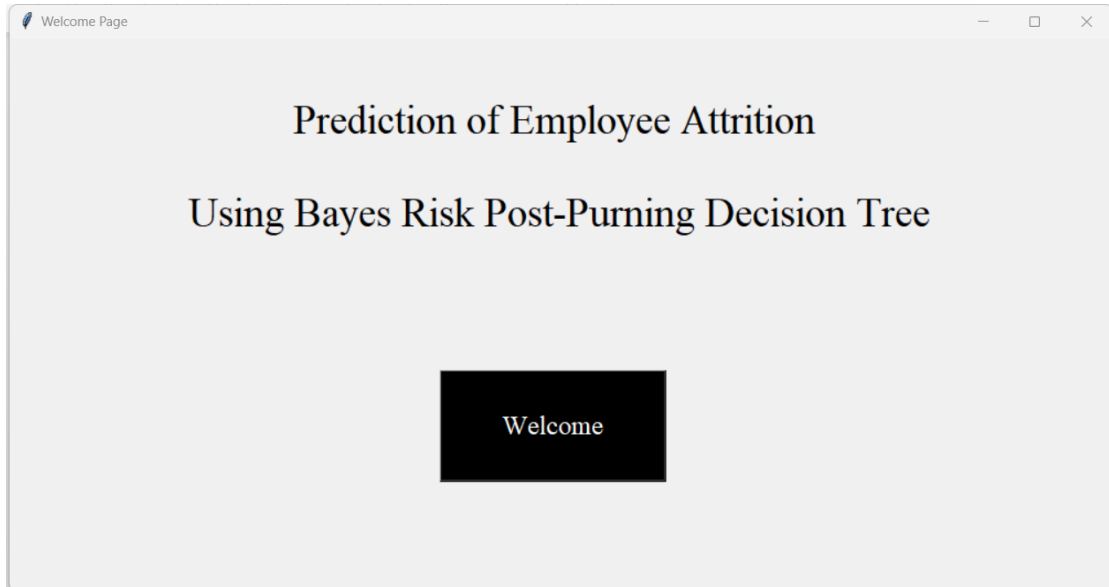 Welcome Page
Prediction of Employee Attrition
Using Bayes Risk Post-Purning Decision Tree
Welcome